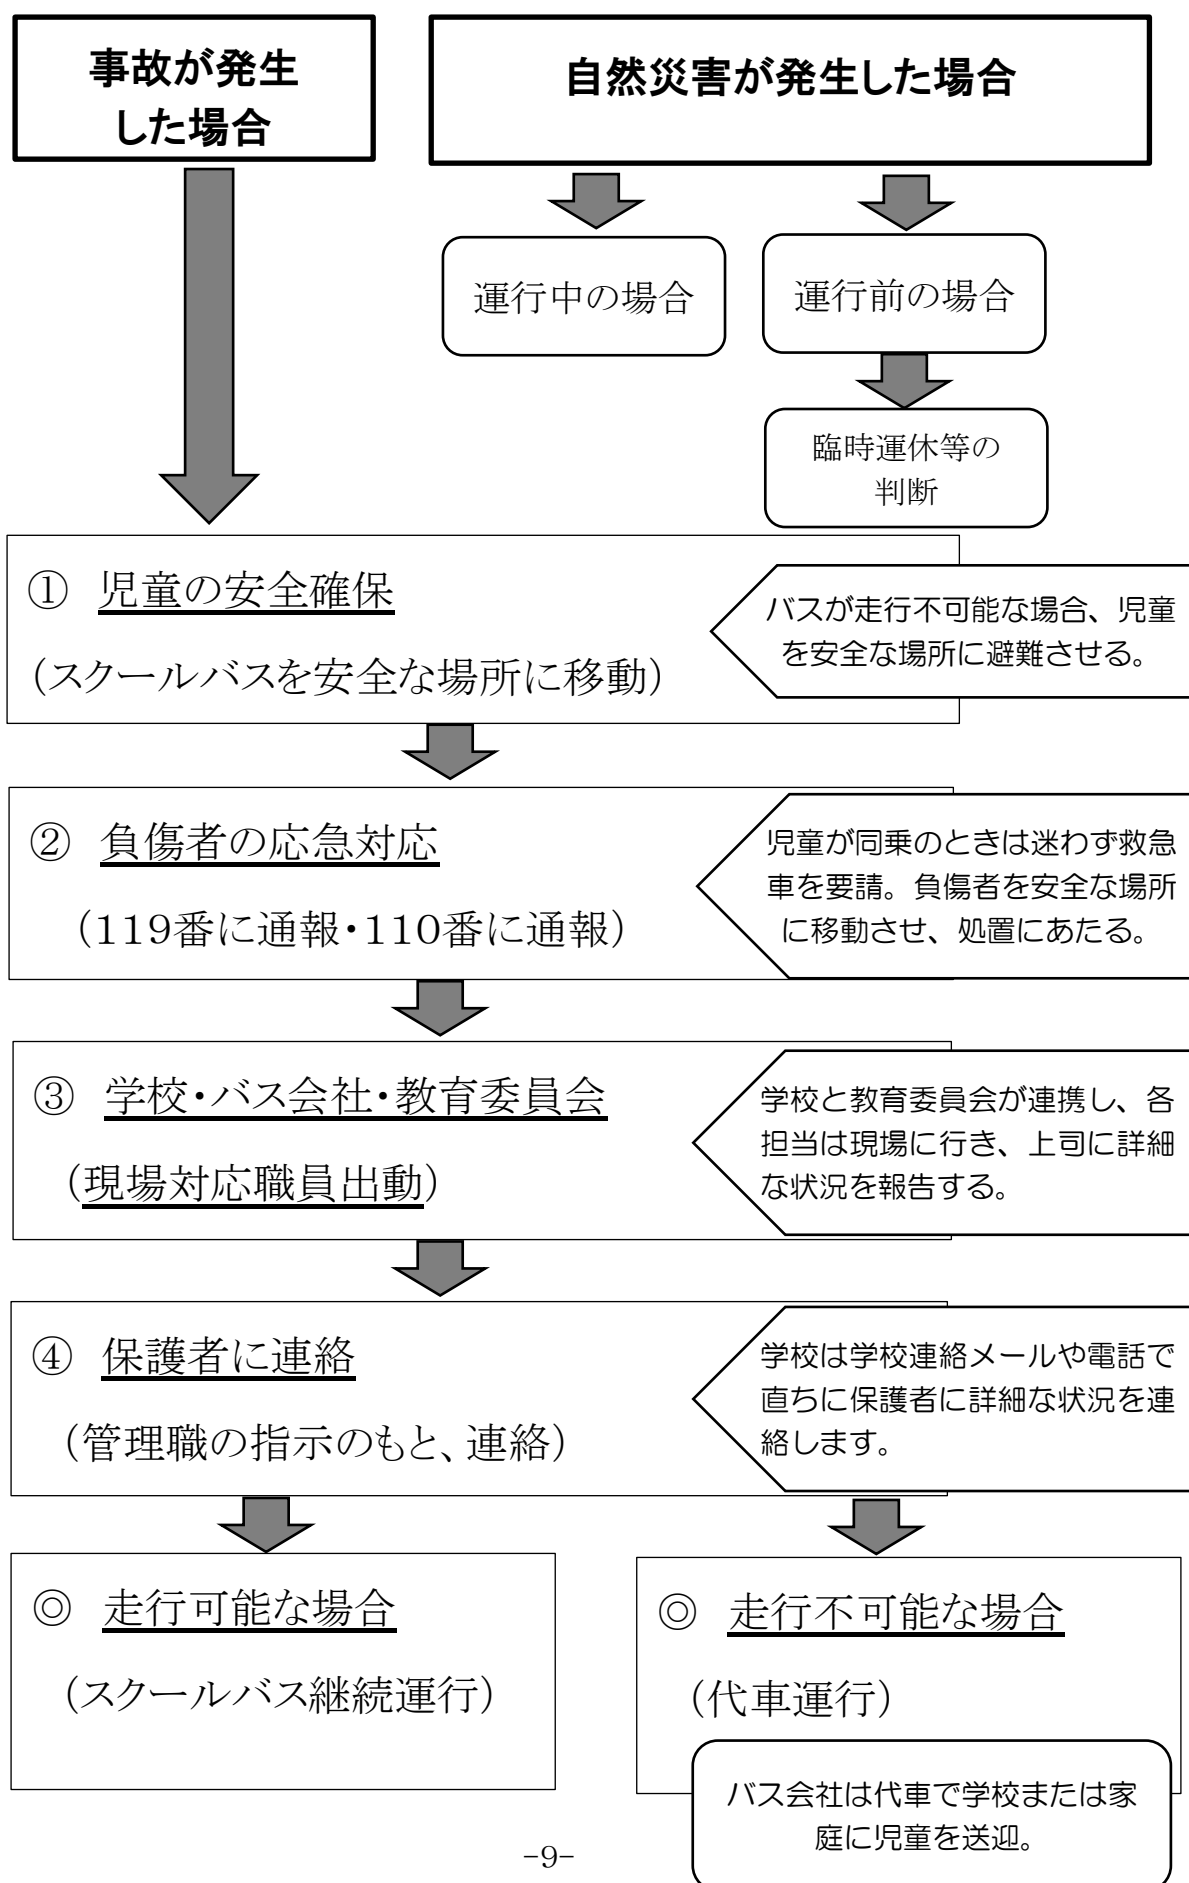 事故が発生
した場合
自然災害が発生した場合
運行中の場合
運行前の場合
臨時運休等の
判断
① 児童の安全確保
（スクールバスを安全な場所に移動）
バスが走行不可能な場合、児童
を安全な場所に避難させる。
② 負傷者の応急対応
（119番に通報・110番に通報）
児童が同乗のときは迷わず救急
車を要請。負傷者を安全な場所
に移動させ、処置にあたる。
③ 学校・バス会社・教育委員会
（現場対応職員出動）
学校と教育委員会が連携し、各
担当は現場に行き、上司に詳細
な状況を報告する。
④ 保護者に連絡
（管理職の指示のもと、連絡）
学校は学校連絡メールや電話で
直ちに保護者に詳細な状況を連
絡します。
◎ 走行可能な場合
（スクールバス継続運行）
◎ 走行不可能な場合
（代車運行）
バス会社は代車で学校または家
庭に児童を送迎。
-9-